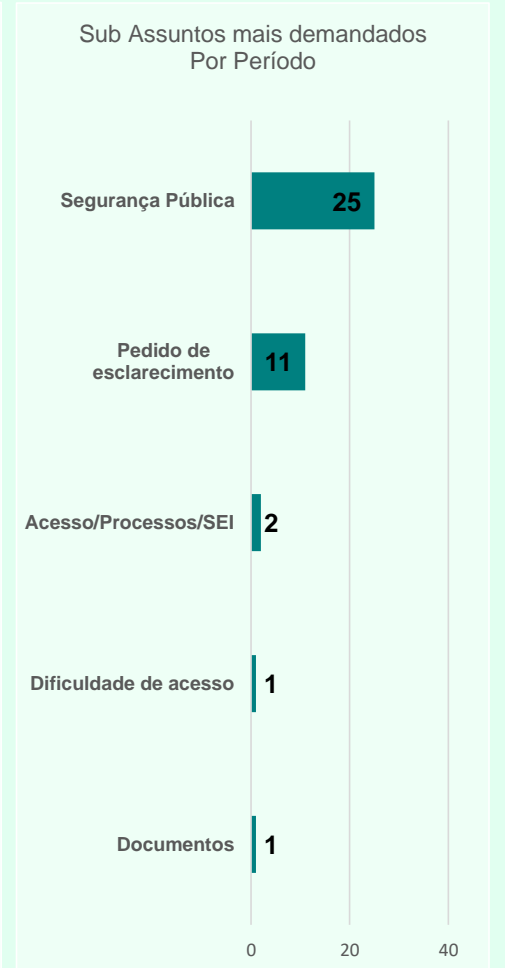 Sub Assuntos mais demandados
Por Período
Segurança Pública
25
Pedido de
esclarecimento
11
Acesso/Processos/SEI
2
Dificuldade de acesso
1
Documentos
1
0
20
40